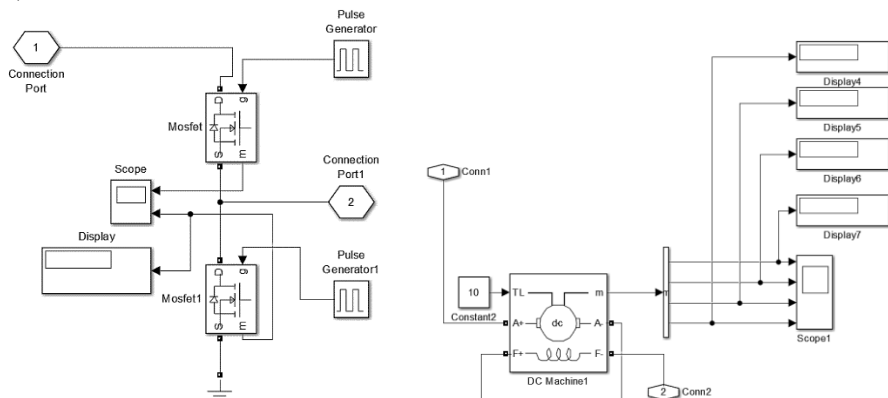 Pulse
Generator
1
Connection
Port
D
g
Mosfet
S
m
Scope
Connection
Port1
2
Display
D
g
Mosfet1
S
m
Pulse
Generator1
Display4
Display5
Display6
Display7
1
Conn1
10
Constant2
TL
m
A+
dc
A-
F+
F-
DC Machine1
Scope1
2
Conn2